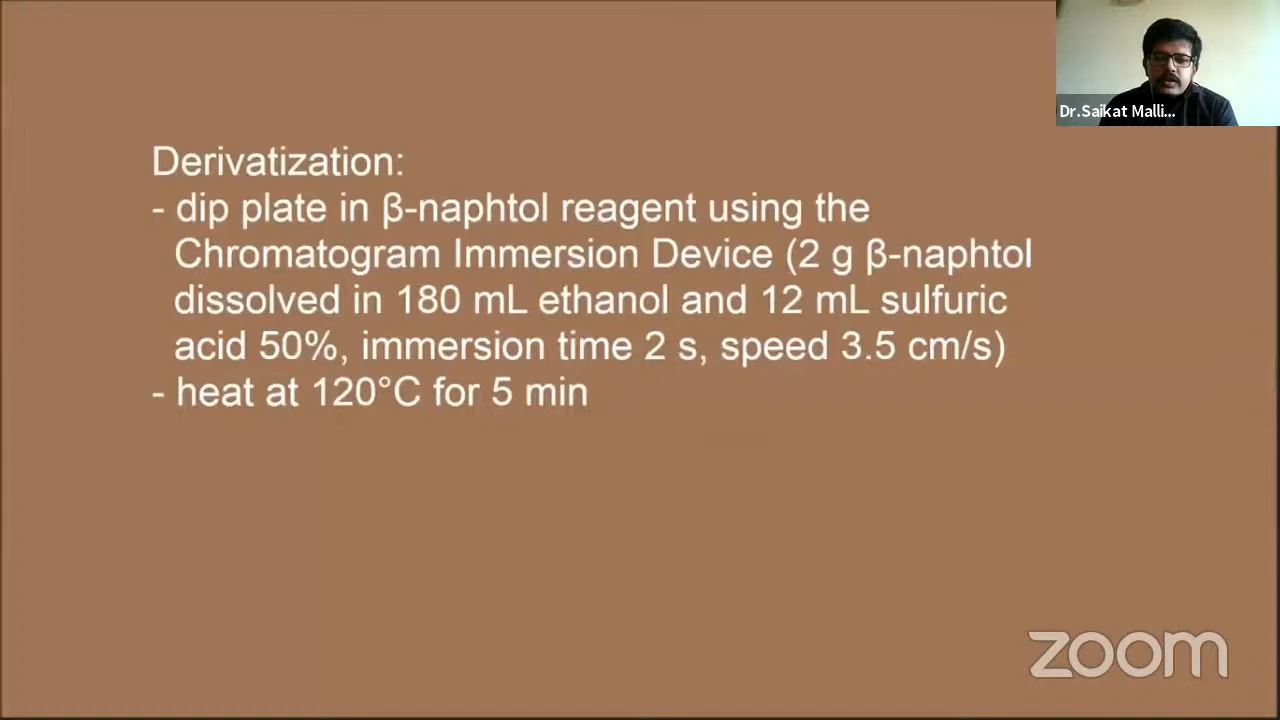 Dr.Saikat Malli...
Derivatization:
- dip plate in β-naphtol reagent using the
Chromatogram Immersion Device (2 g β-naphtol
dissolved in 180 mL ethanol and 12 mL sulfuric
acid 50%, immersion time 2 s, speed 3.5 cm/s)
- heat at 120°C for 5 min
zoom